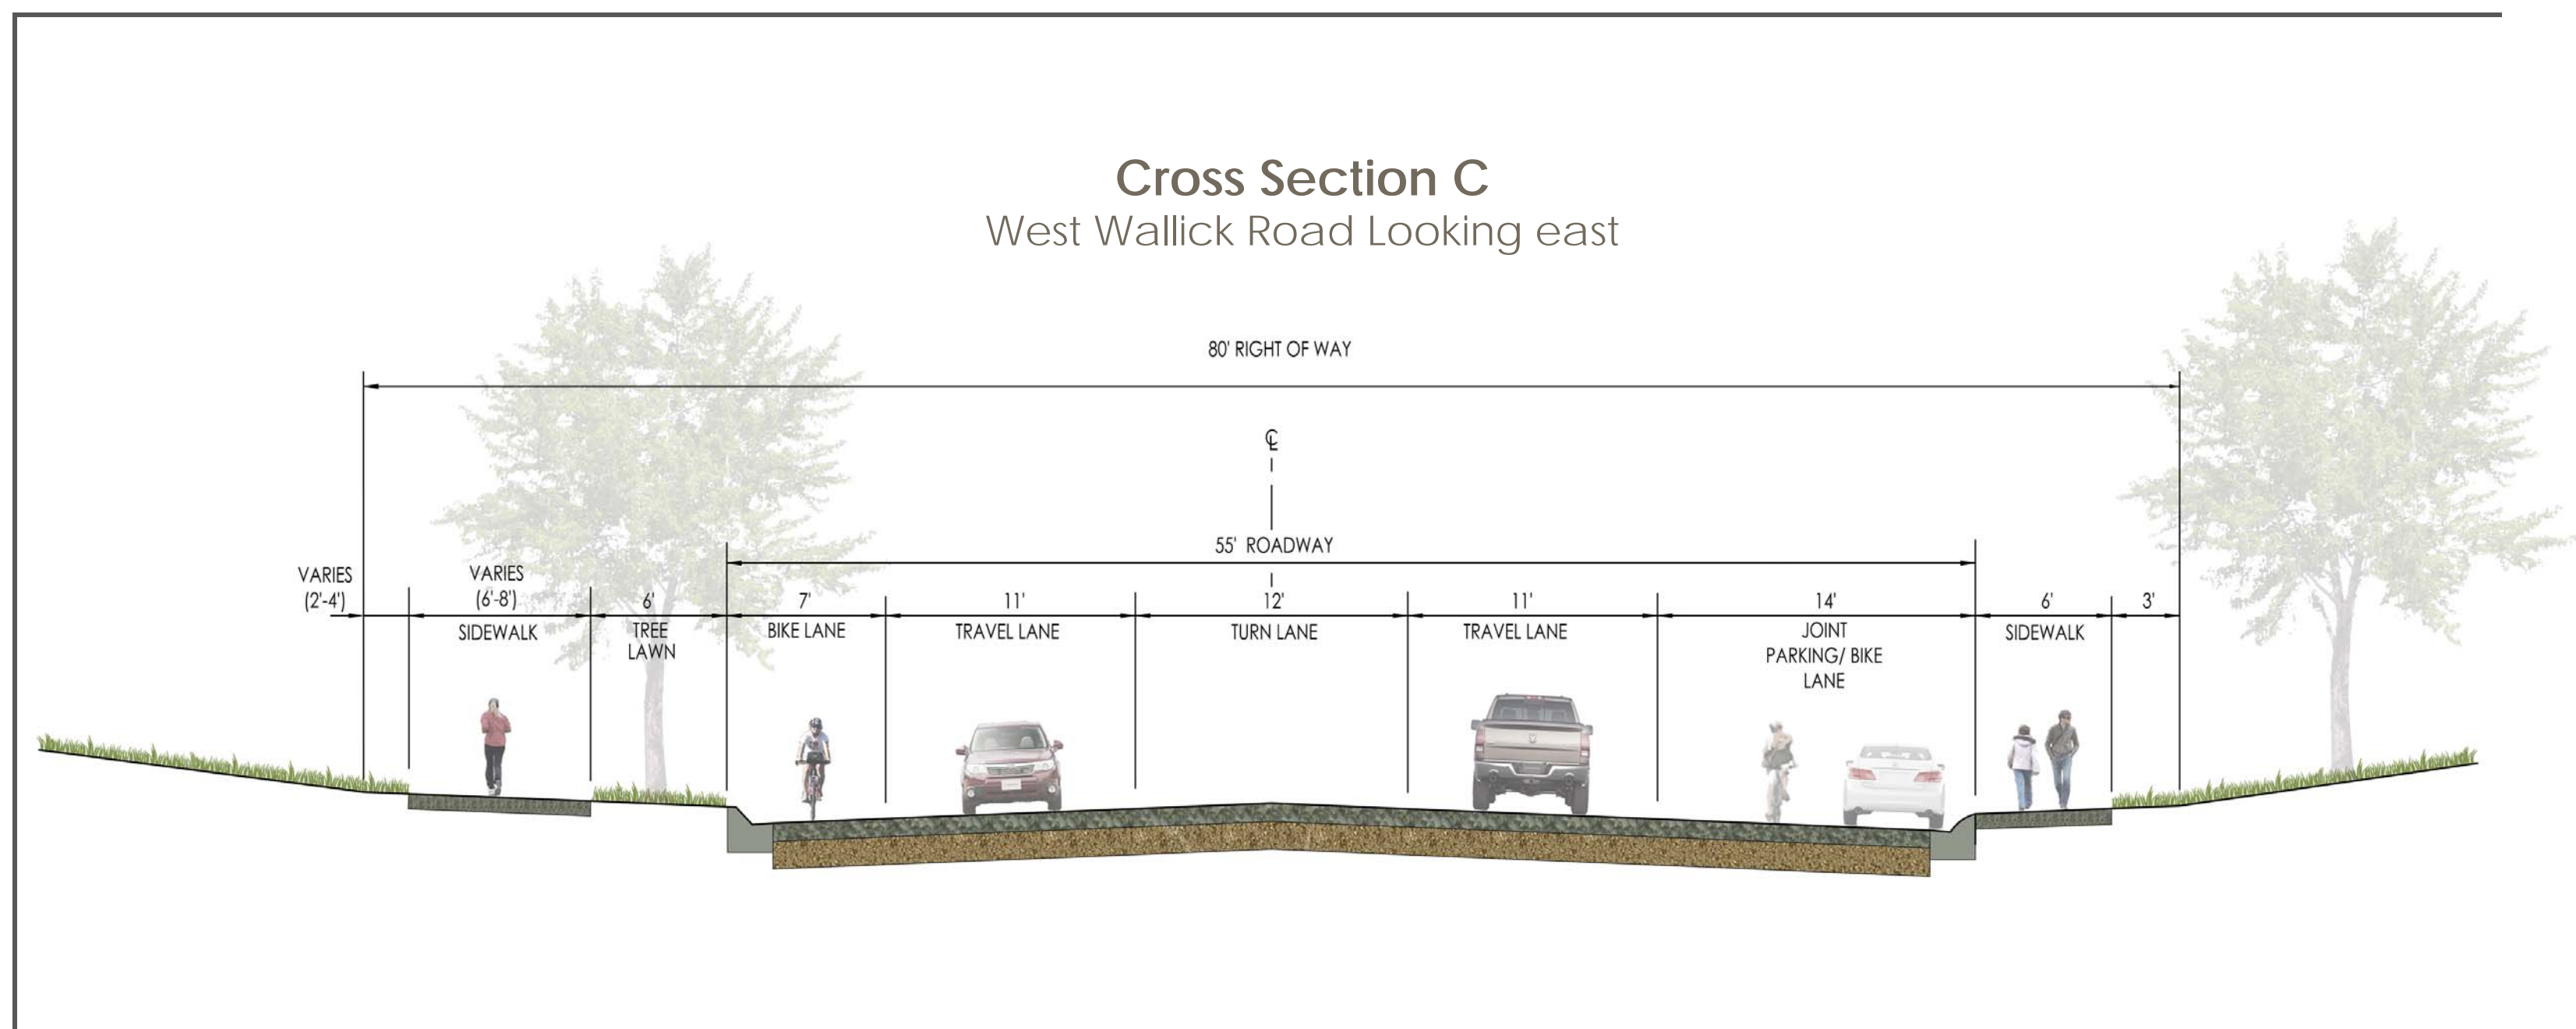 Cross Section C
West Wallick Road Looking east
80' RIGHT OF WAY
℄
55' ROADWAY
VARIES
(2'-4')
VARIES
(6'-8')
SIDEWALK
6'
TREE
LAWN
7'
BIKE LANE
11'
TRAVEL LANE
12'
TURN LANE
11'
TRAVEL LANE
14'
JOINT
PARKING/ BIKE
LANE
6'
SIDEWALK
3'